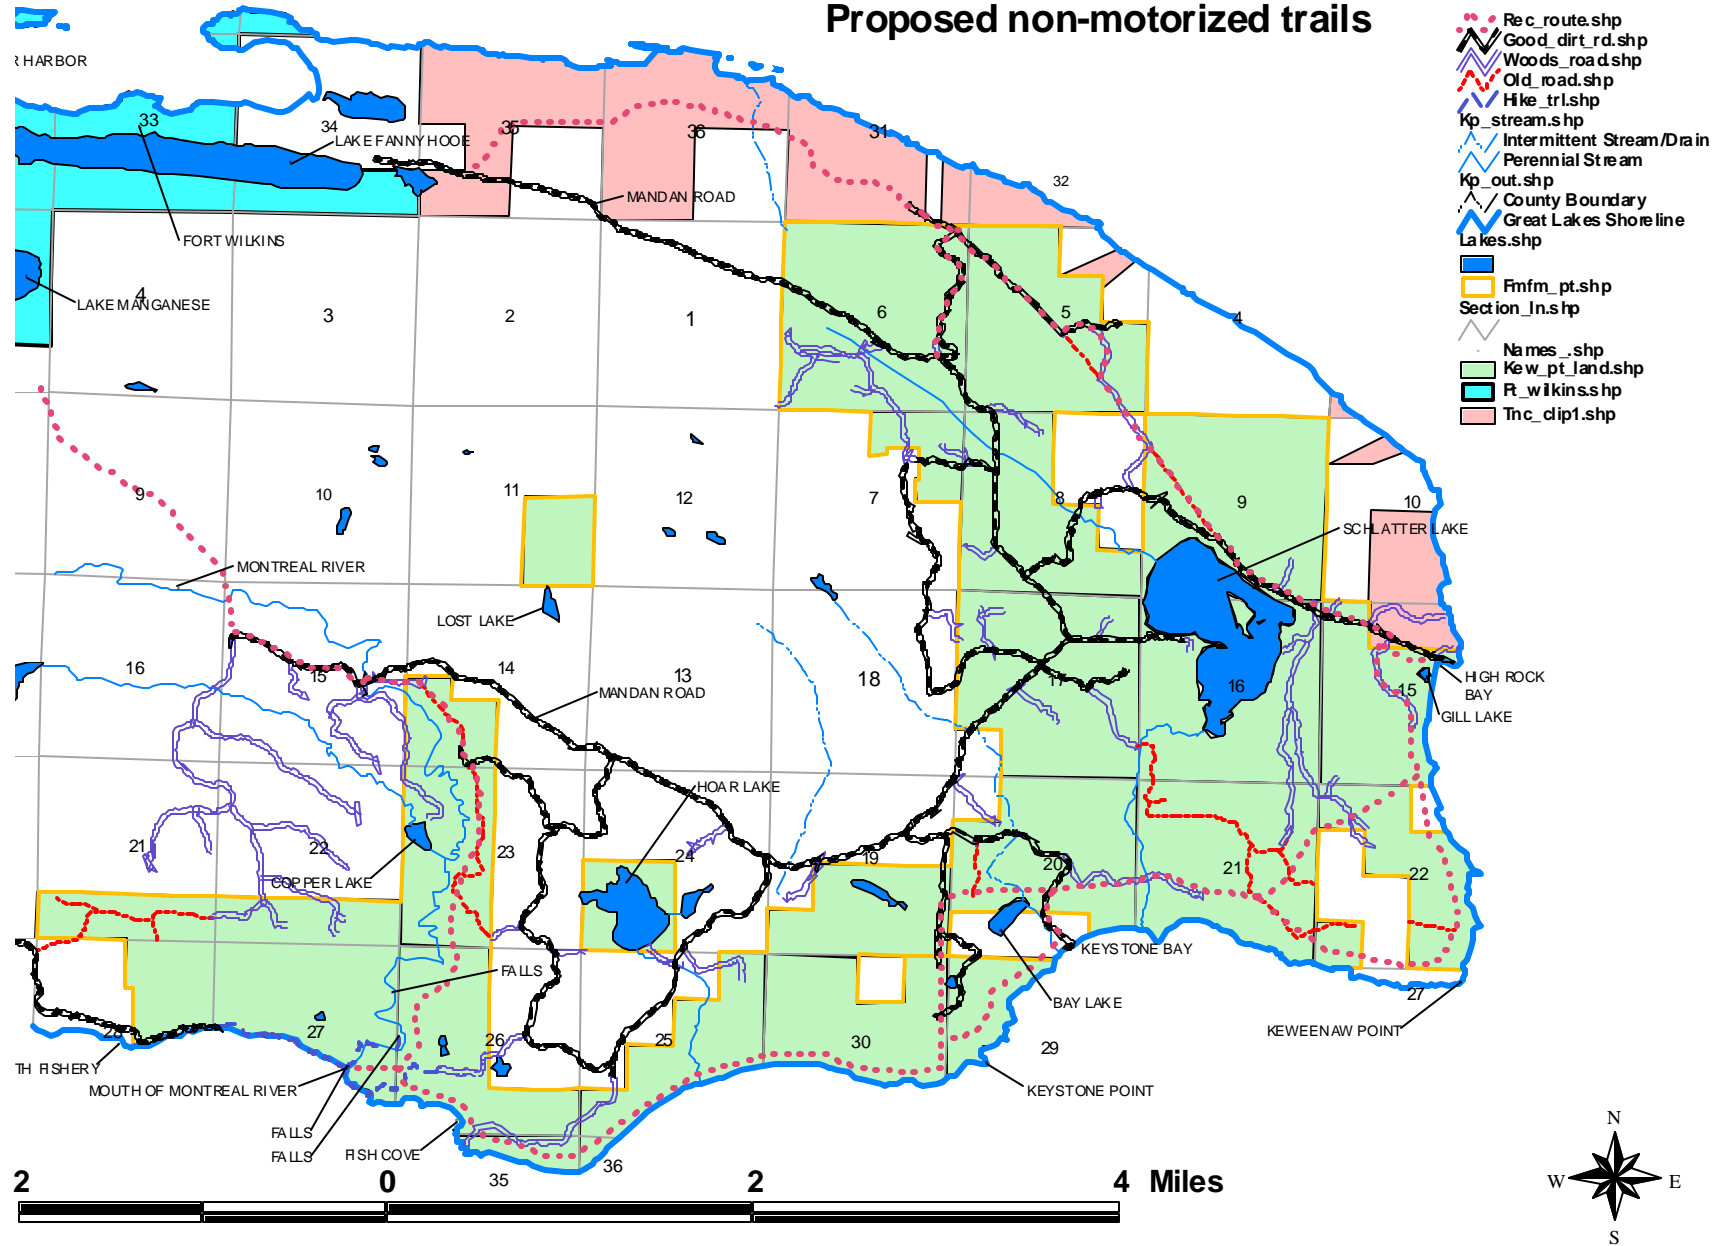 Proposed non-motorized trails
Rec_route.shp
Good_dirt_rd.shp
Woods_road.shp
Old_road.shp
Hike_trl.shp
Kp_stream.shp
Intermittent Stream/Drain
Perennial Stream
Kp_out.shp
County Boundary
Great Lakes Shoreline
Lakes.shp
Fmfm_pt.shp
Section_ln.shp
Names_.shp
Kew_pt_land.shp
Ft_wilkins.shp
Tnc_clip1.shp
R HARBOR
33
34
35
36
31
32
LAKE FANNY HOOE
MANDAN ROAD
FORT WILKINS
LAKE MANGANESE
4
3
2
1
6
5
4
9
10
11
12
7
8
9
10
SCHLATTER LAKE
MONTREAL RIVER
LOST LAKE
16
15
14
13
18
17
16
15
HIGH ROCK
BAY
GILL LAKE
MANDAN ROAD
HOAR LAKE
21
22
23
24
19
20
21
22
COPPER LAKE
KEYSTONE BAY
FALLS
BAY LAKE
27
KEWEENAW POINT
28
27
26
25
30
29
TH FISHERY
MOUTH OF MONTREAL RIVER
KEYSTONE POINT
FALLS
FALLS
FISH COVE
36
35
2 0 2 4 Miles
N
W E
S